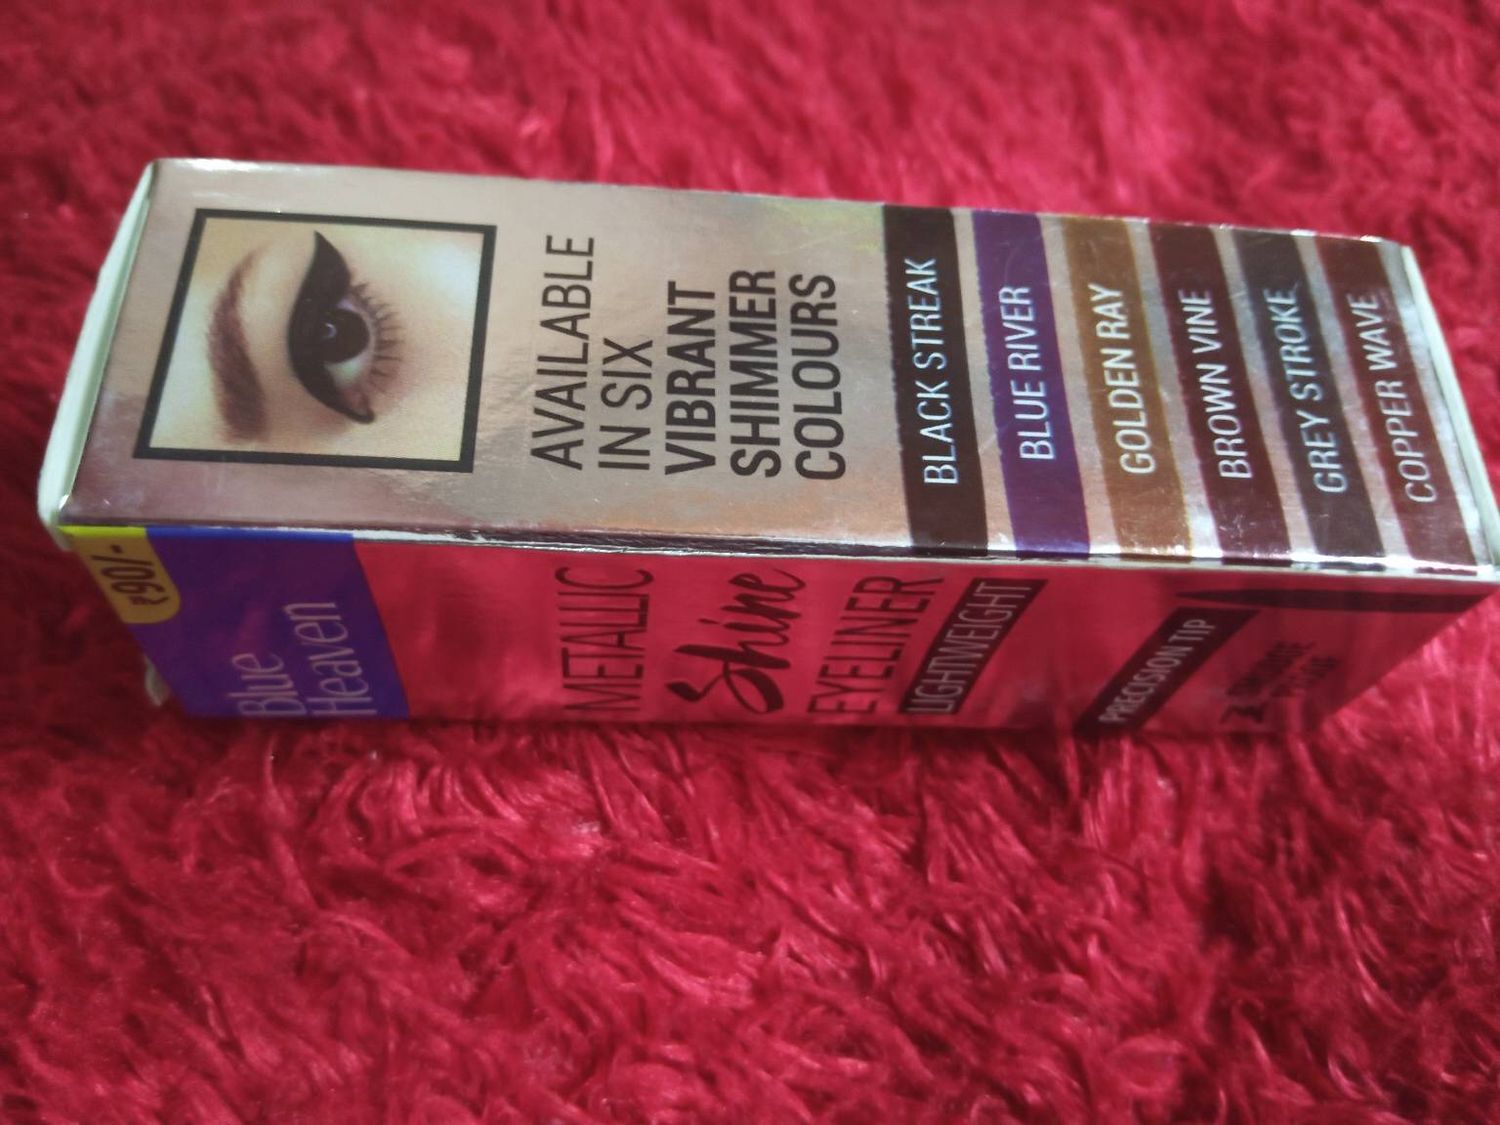 AVAILABLE
IN SIX
VIBRANT
SHIMMER
COLOURS
BLACK STREAK
BLUE RIVER
GOLDEN RAY
BROWN VINE
GREY STROKE
COPPER WAVE
₹90/-
Blue
Heaven
METALLIC
Shine
EYELINER
LIGHTWEIGHT
PRECISION TIP